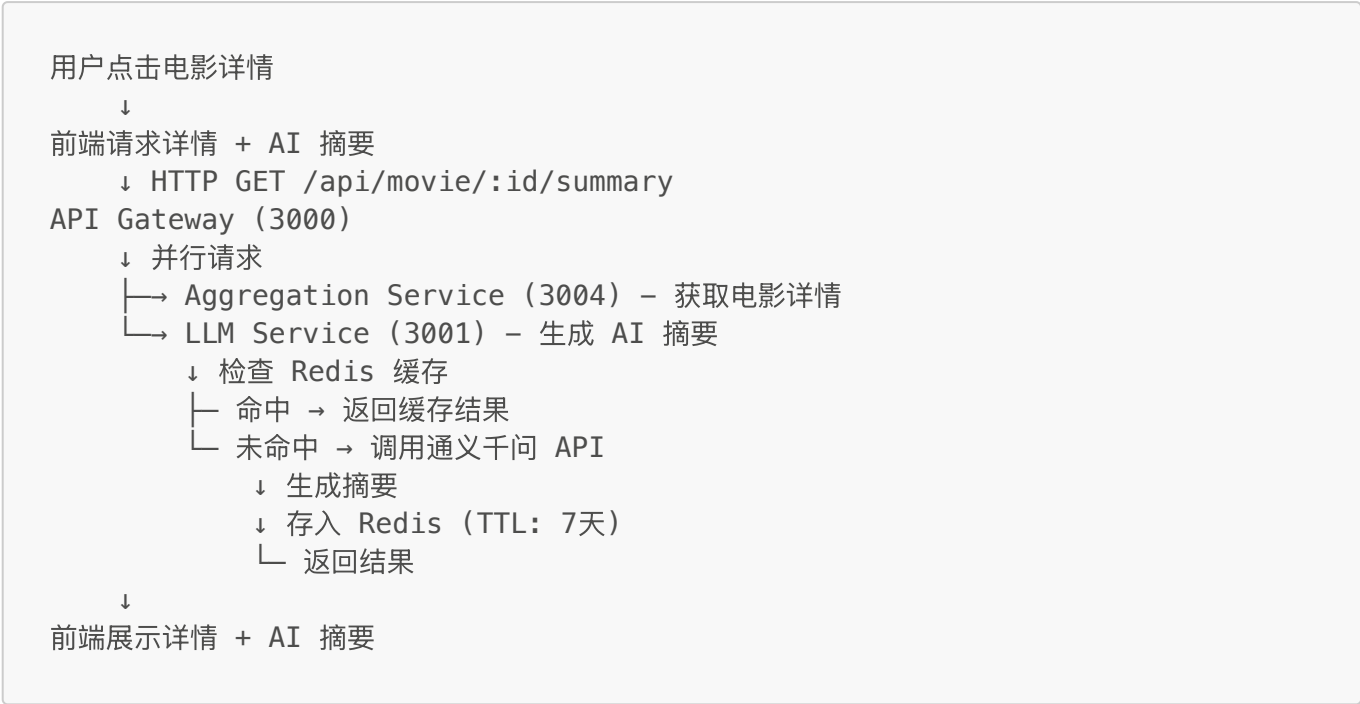 用户点击电影详情
    ↓
前端请求详情 + AI 摘要
    ↓ HTTP GET /api/movie/:id/summary
API Gateway (3000)
    ↓ 并行请求
    ├─→ Aggregation Service (3004) - 获取电影详情
    └─→ LLM Service (3001) - 生成 AI 摘要
        ↓ 检查 Redis 缓存
        ├─ 命中 → 返回缓存结果
        └─ 未命中 → 调用通义千问 API
            ↓ 生成摘要
            ↓ 存入 Redis (TTL: 7天)
            └─ 返回结果
    ↓
前端展示详情 + AI 摘要